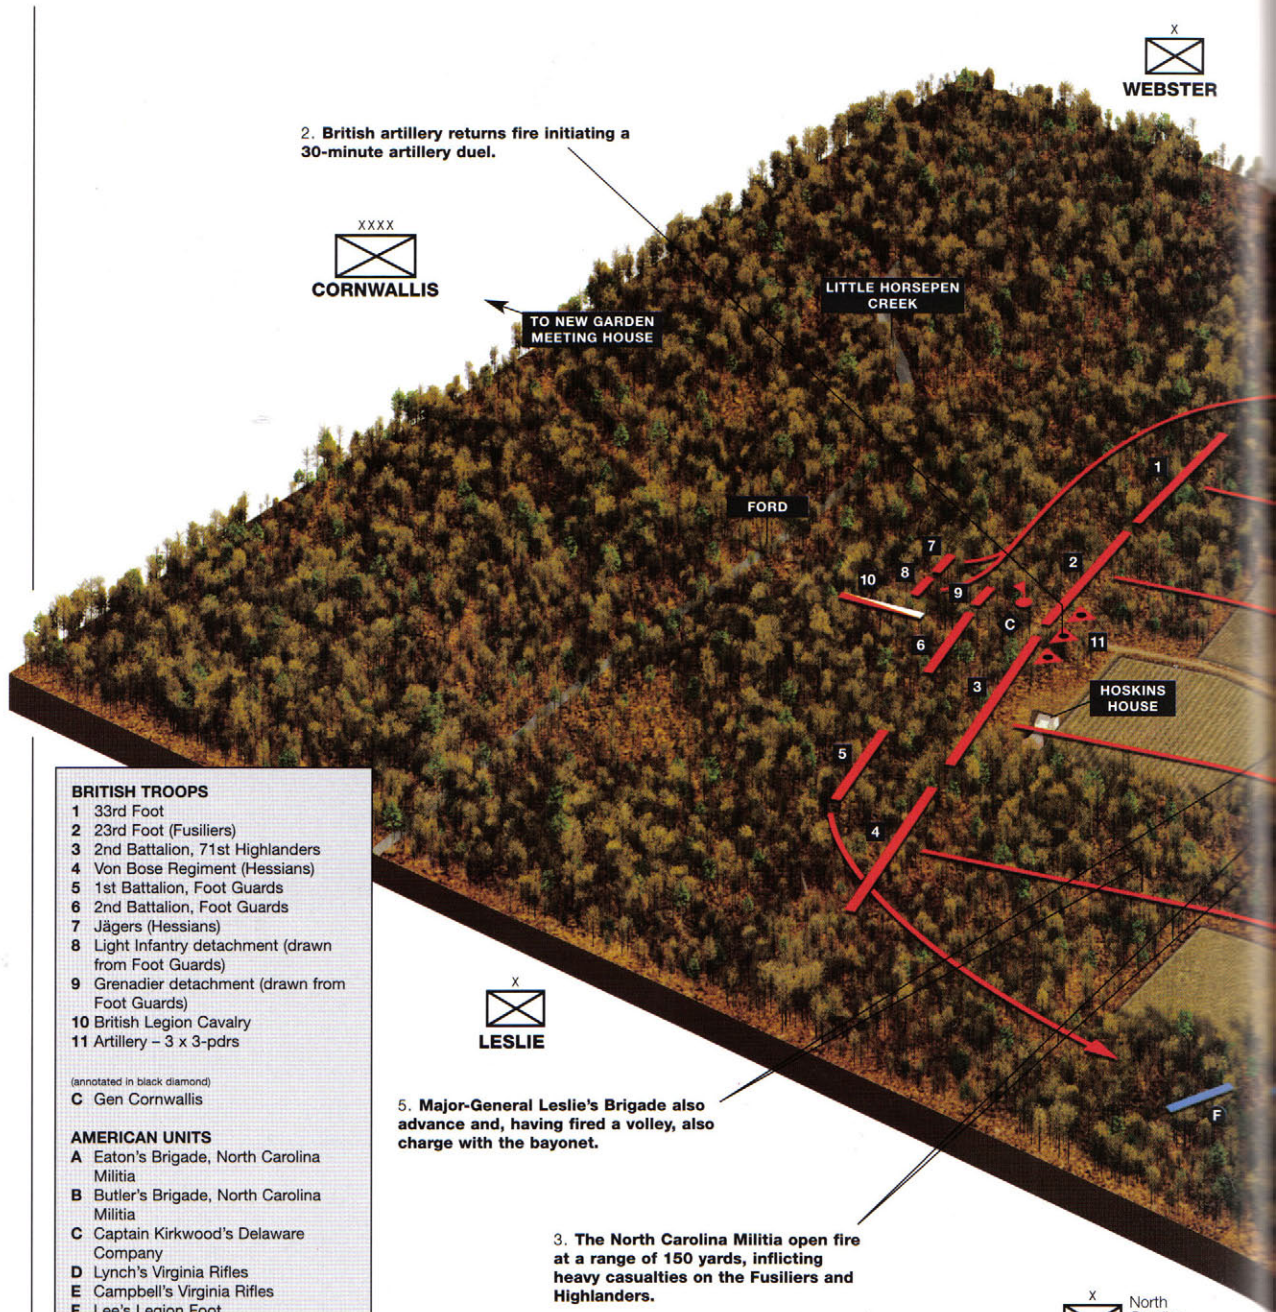 X
WEBSTER
2. British artillery returns fire initiating a
30-minute artillery duel.
XXXX
CORNWALLIS
TO NEW GARDEN
MEETING HOUSE
LITTLE HORSEPEN
CREEK
FORD
1
2
7
8
10
9
C
11
6
3
HOSKINS
HOUSE
5
4
F
BRITISH TROOPS
1 33rd Foot
2 23rd Foot (Fusiliers)
3 2nd Battalion, 71st Highlanders
4 Von Bose Regiment (Hessians)
5 1st Battalion, Foot Guards
6 2nd Battalion, Foot Guards
7 Jägers (Hessians)
8 Light Infantry detachment (drawn
from Foot Guards)
9 Grenadier detachment (drawn from
Foot Guards)
10 British Legion Cavalry
11 Artillery – 3 x 3-pdrs
(annotated in black diamond)
C Gen Cornwallis
AMERICAN UNITS
A Eaton's Brigade, North Carolina
Militia
B Butler's Brigade, North Carolina
Militia
C Captain Kirkwood's Delaware
Company
D Lynch's Virginia Rifles
E Campbell's Virginia Rifles
F Lee's Legion Foot
X
LESLIE
5. Major-General Leslie's Brigade also
advance and, having fired a volley, also
charge with the bayonet.
3. The North Carolina Militia open fire
at a range of 150 yards, inflicting
heavy casualties on the Fusiliers and
Highlanders.
X
North